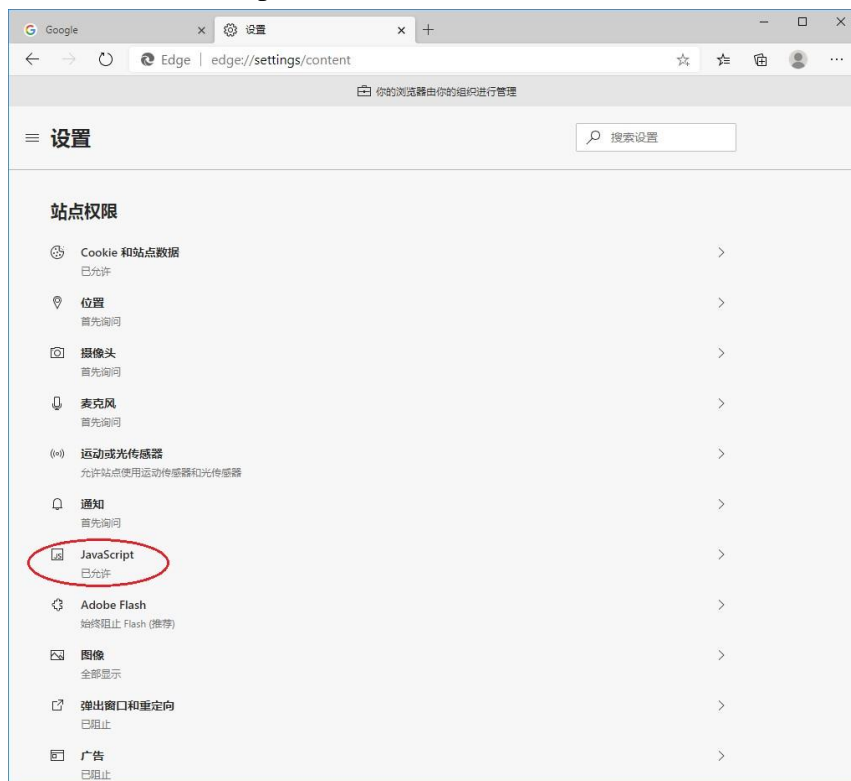 Google
设置
Edge | edge://settings/content
你的浏览器由你的组织进行管理
设置
搜索设置
站点权限
Cookie 和站点数据
已允许
位置
首先询问
摄像头
首先询问
麦克风
首先询问
运动或光传感器
允许站点使用运动传感器和光传感器
通知
首先询问
JS
JavaScript
已允许
Adobe Flash
始终阻止 Flash (推荐)
图像
全部显示
弹出窗口和重定向
已阻止
广告
已阻止